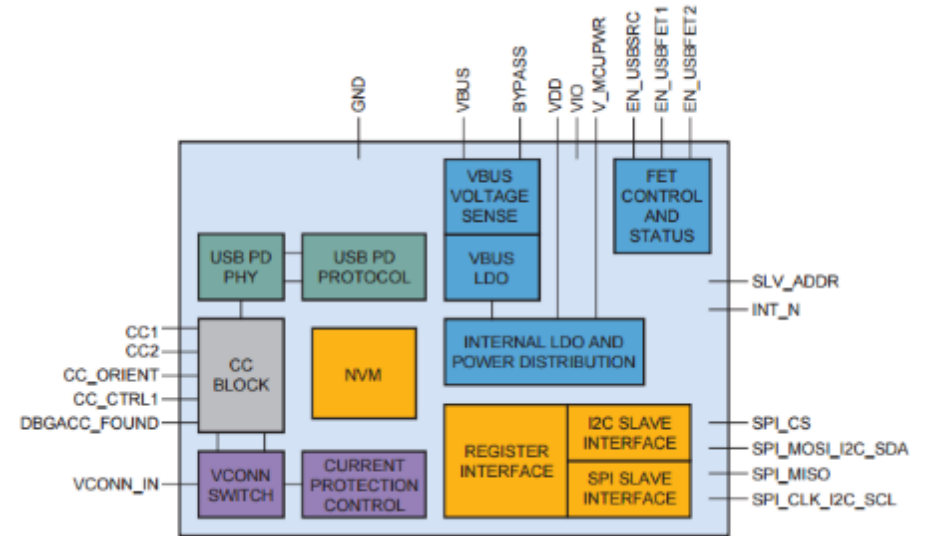 GND
VBUS
BYPASS
VDD
VIO
V_MCUPWR
EN_USBSRC
EN_USBFET1
EN_USBFET2
VBUS
VOLTAGE
SENSE
FET
CONTROL
AND
STATUS
USB PD
PHY
USB PD
PROTOCOL
VBUS
LDO
SLV_ADDR
INT_N
CC1
CC2
CC_ORIENT
CC_CTRL1
DBGACC_FOUND
CC
BLOCK
NVM
INTERNAL LDO AND
POWER DISTRIBUTION
VCONN_IN
VCONN
SWITCH
CURRENT
PROTECTION
CONTROL
REGISTER
INTERFACE
I2C SLAVE
INTERFACE
SPI SLAVE
INTERFACE
SPI_CS
SPI_MOSI_I2C_SDA
SPI_MISO
SPI_CLK_I2C_SCL